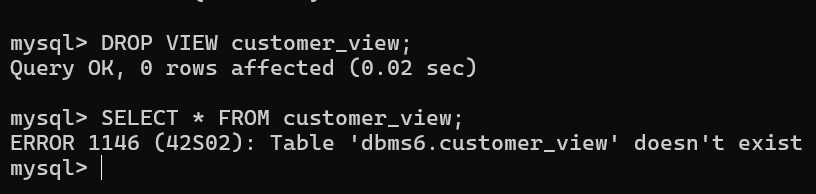 mysql> DROP VIEW customer_view;
Query OK, 0 rows affected (0.02 sec)
mysql> SELECT * FROM customer_view;
ERROR 1146 (42S02): Table 'dbms6.customer_view' doesn't exist
mysql>